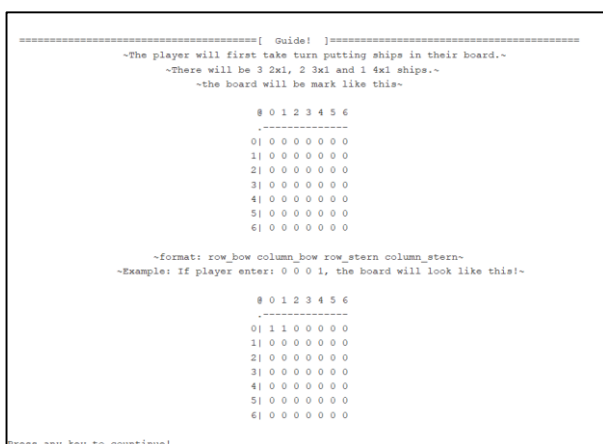 ==================================[ Guide! ]===================================
~The player will first take turn putting ships in their board.~
~There will be 3 2x1, 2 3x1 and 1 4x1 ships.~
~the board will be mark like this~
@ 0 1 2 3 4 5 6
.--------------
0| 0 0 0 0 0 0 0
1| 0 0 0 0 0 0 0
2| 0 0 0 0 0 0 0
3| 0 0 0 0 0 0 0
4| 0 0 0 0 0 0 0
5| 0 0 0 0 0 0 0
6| 0 0 0 0 0 0 0
~format: row_bow column_bow row_stern column_stern~
~Example: If player enter: 0 0 0 1, the board will look like this!~
@ 0 1 2 3 4 5 6
.--------------
0| 1 1 0 0 0 0 0
1| 0 0 0 0 0 0 0
2| 0 0 0 0 0 0 0
3| 0 0 0 0 0 0 0
4| 0 0 0 0 0 0 0
5| 0 0 0 0 0 0 0
6| 0 0 0 0 0 0 0
Press any key to countinue!